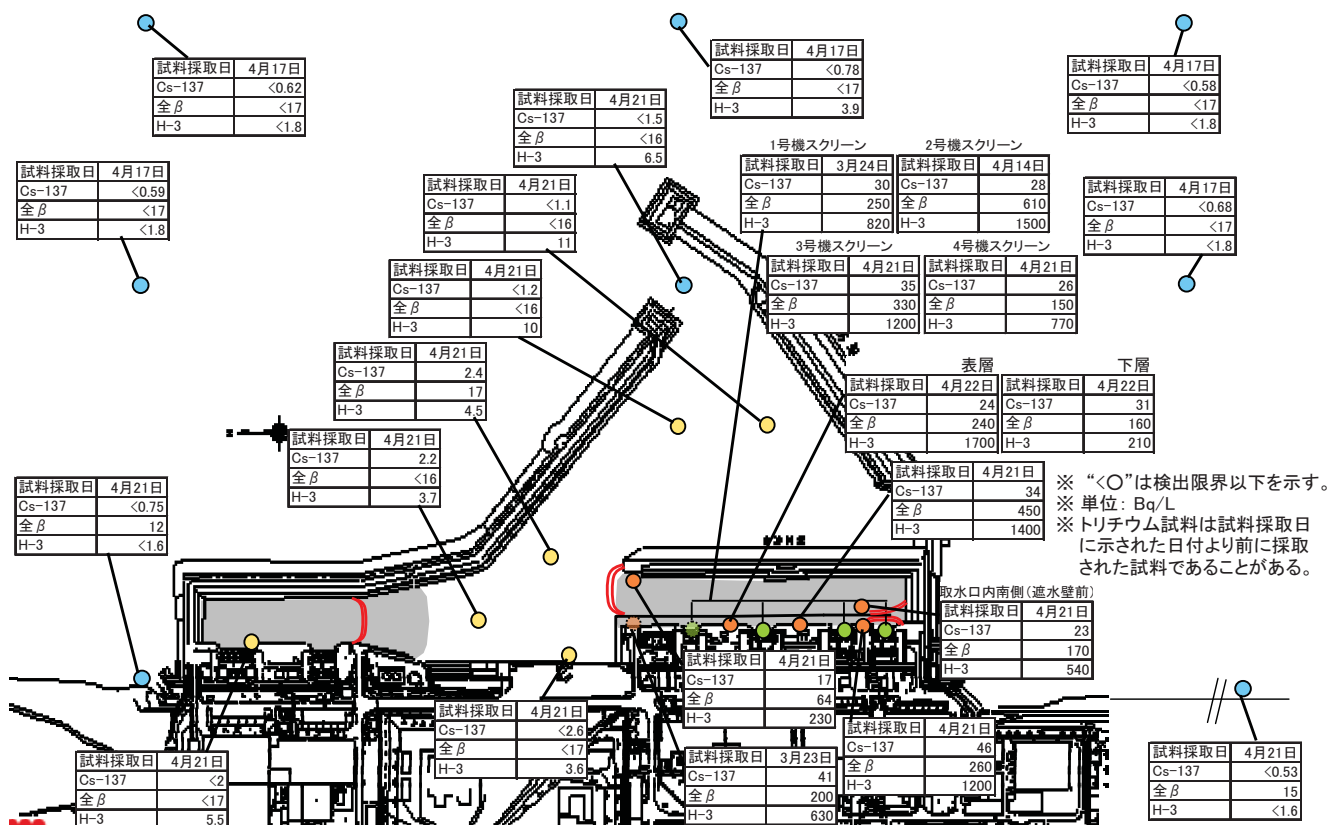 試料採取日 4月17日
Cs-137 <0.62
全β <17
H-3 <1.8
試料採取日 4月17日
Cs-137 <0.78
全β <17
H-3 3.9
試料採取日 4月17日
Cs-137 <0.58
全β <17
H-3 <1.8
試料採取日 4月21日
Cs-137 <1.5
全β <16
H-3 6.5
試料採取日 4月17日
Cs-137 <0.59
全β <17
H-3 <1.8
試料採取日 4月21日
Cs-137 <1.1
全β <16
H-3 11
1号機スクリーン
試料採取日 3月24日
Cs-137 30
全β 250
H-3 820
2号機スクリーン
試料採取日 4月14日
Cs-137 28
全β 610
H-3 1500
試料採取日 4月17日
Cs-137 <0.68
全β <17
H-3 <1.8
3号機スクリーン
試料採取日 4月21日
Cs-137 35
全β 330
H-3 1200
4号機スクリーン
試料採取日 4月21日
Cs-137 26
全β 150
H-3 770
試料採取日 4月21日
Cs-137 <1.2
全β <16
H-3 10
試料採取日 4月21日
Cs-137 2.4
全β 17
H-3 4.5
表層
試料採取日 4月22日
Cs-137 24
全β 240
H-3 1700
下層
試料採取日 4月22日
Cs-137 31
全β 160
H-3 210
試料採取日 4月21日
Cs-137 2.2
全β <16
H-3 3.7
試料採取日 4月21日
Cs-137 34
全β 450
H-3 1400
※ “<〇”は検出限界以下を示す。
※ 単位: Bq/L
※ トリチウム試料は試料採取日
に示された日付より前に採取
された試料であることがある。
試料採取日 4月21日
Cs-137 <0.75
全β 12
H-3 <1.6
取水口内南側(遮水壁前)
試料採取日 4月21日
Cs-137 23
全β 170
H-3 540
試料採取日 4月21日
Cs-137 17
全β 64
H-3 230
試料採取日 4月21日
Cs-137 <2.6
全β <17
H-3 3.6
試料採取日 4月21日
Cs-137 46
全β 260
H-3 1200
試料採取日 3月23日
Cs-137 41
全β 200
H-3 630
試料採取日 4月21日
Cs-137 <2
全β <17
H-3 5.5
試料採取日 4月21日
Cs-137 <0.53
全β 15
H-3 <1.6